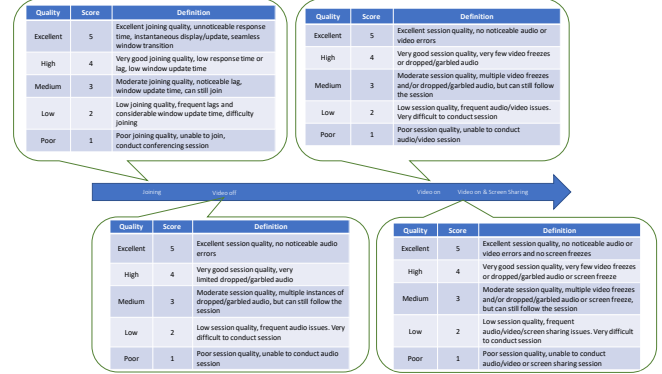 Quality Score Definition
Excellent 5 Excellent joining quality, unnoticeable response
time, instantaneous display/update, seamless
window transition
High 4 Very good joining quality, low response time or
lag, low window update time
Medium 3 Moderate joining quality, noticeable lag,
window update time, can still join
Low 2 Low joining quality, frequent lags and
considerable window update time, difficulty
joining
Poor 1 Poor joining quality, unable to join,
conduct conferencing session
Quality Score Definition
Excellent 5 Excellent session quality, no noticeable audio or
video errors
High 4 Very good session quality, very few video freezes
or dropped/garbled audio
Medium 3 Moderate session quality, multiple video freezes
and/or dropped/garbled audio, but can still follow
the session
Low 2 Low session quality, frequent audio/video issues.
Very difficult to conduct session
Poor 1 Poor session quality, unable to conduct
audio/video session
Joining Video off Video on Video on & Screen Sharing
Quality Score Definition
Excellent 5 Excellent session quality, no noticeable audio
errors
High 4 Very good session quality, very
limited dropped/garbled audio
Medium 3 Moderate session quality, multiple instances of
dropped/garbled audio, but can still follow the
session
Low 2 Low session quality, frequent audio issues. Very
difficult to conduct session
Poor 1 Poor session quality, unable to conduct audio
session
Quality Score Definition
Excellent 5 Excellent session quality, no noticeable audio or
video errors and no screen freezes
High 4 Very good session quality, very few video freezes
or dropped/garbled audio or screen freeze
Medium 3 Moderate session quality, multiple video freezes
and/or dropped/garbled audio or screen freeze,
but can still follow the session
Low 2 Low session quality, frequent
audio/video/screen sharing issues. Very difficult
to conduct session
Poor 1 Poor session quality, unable to conduct
audio/video or screen sharing session